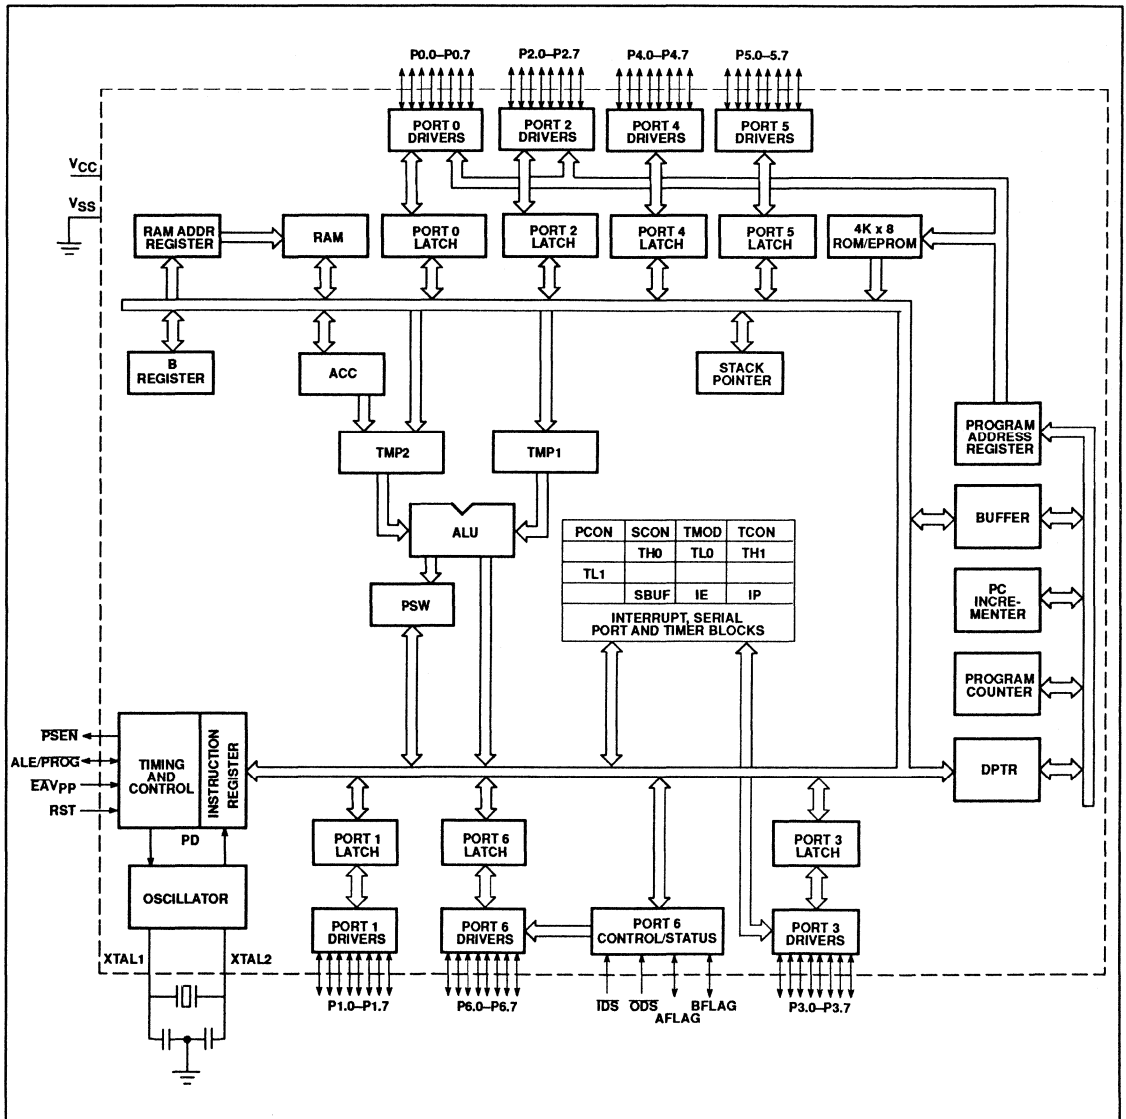 P0.0–P0.7 P2.0–P2.7 P4.0–P4.7 P5.0–5.7
PORT 0
DRIVERS
PORT 2
DRIVERS
PORT 4
DRIVERS
PORT 5
DRIVERS
VCC
VSS
RAM ADDR
REGISTER
RAM
PORT 0
LATCH
PORT 2
LATCH
PORT 4
LATCH
PORT 5
LATCH
4K x 8
ROM/EPROM
B
REGISTER
ACC
STACK
POINTER
TMP2
TMP1
PROGRAM
ADDRESS
REGISTER
ALU
BUFFER
PCON SCON TMOD TCON
TH0 TL0 TH1
TL1
SBUF IE IP
INTERRUPT, SERIAL
PORT AND TIMER BLOCKS
PSW
PC
INCRE-
MENTER
PROGRAM
COUNTER
DPTR
PSEN
ALE/PROG
EAVPP
RST
TIMING
AND
CONTROL
INSTRUCTION
REGISTER
PD
OSCILLATOR
XTAL1
XTAL2
PORT 1
LATCH
PORT 6
LATCH
PORT 3
LATCH
PORT 1
DRIVERS
PORT 6
DRIVERS
PORT 6
CONTROL/STATUS
PORT 3
DRIVERS
P1.0–P1.7
P6.0–P6.7
IDS
ODS
AFLAG
BFLAG
P3.0–P3.7